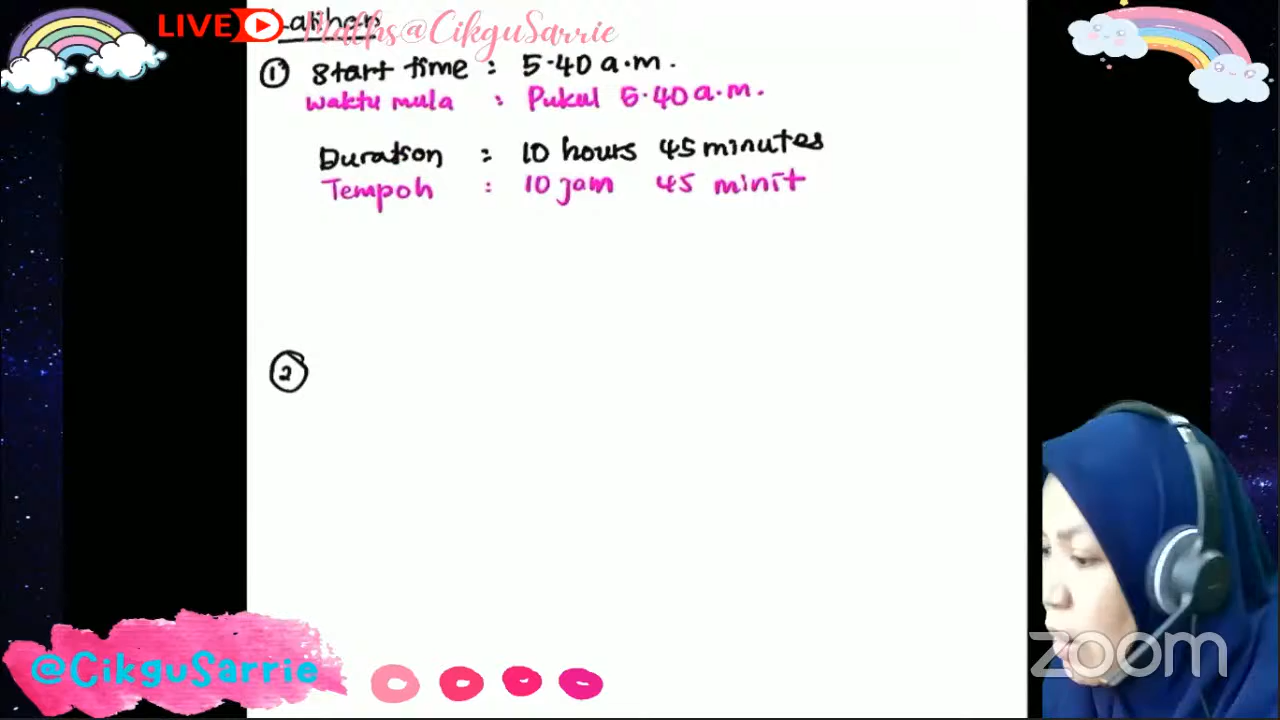 LIVE
Latihan
Maths@CikguSarrie
① Start time : 5.40 a.m.
Waktu mula : Pukul 5.40 a.m.
Duration : 10 hours 45 minutes
Tempoh : 10 jam 45 minit
②
@CikguSarrie
zoom